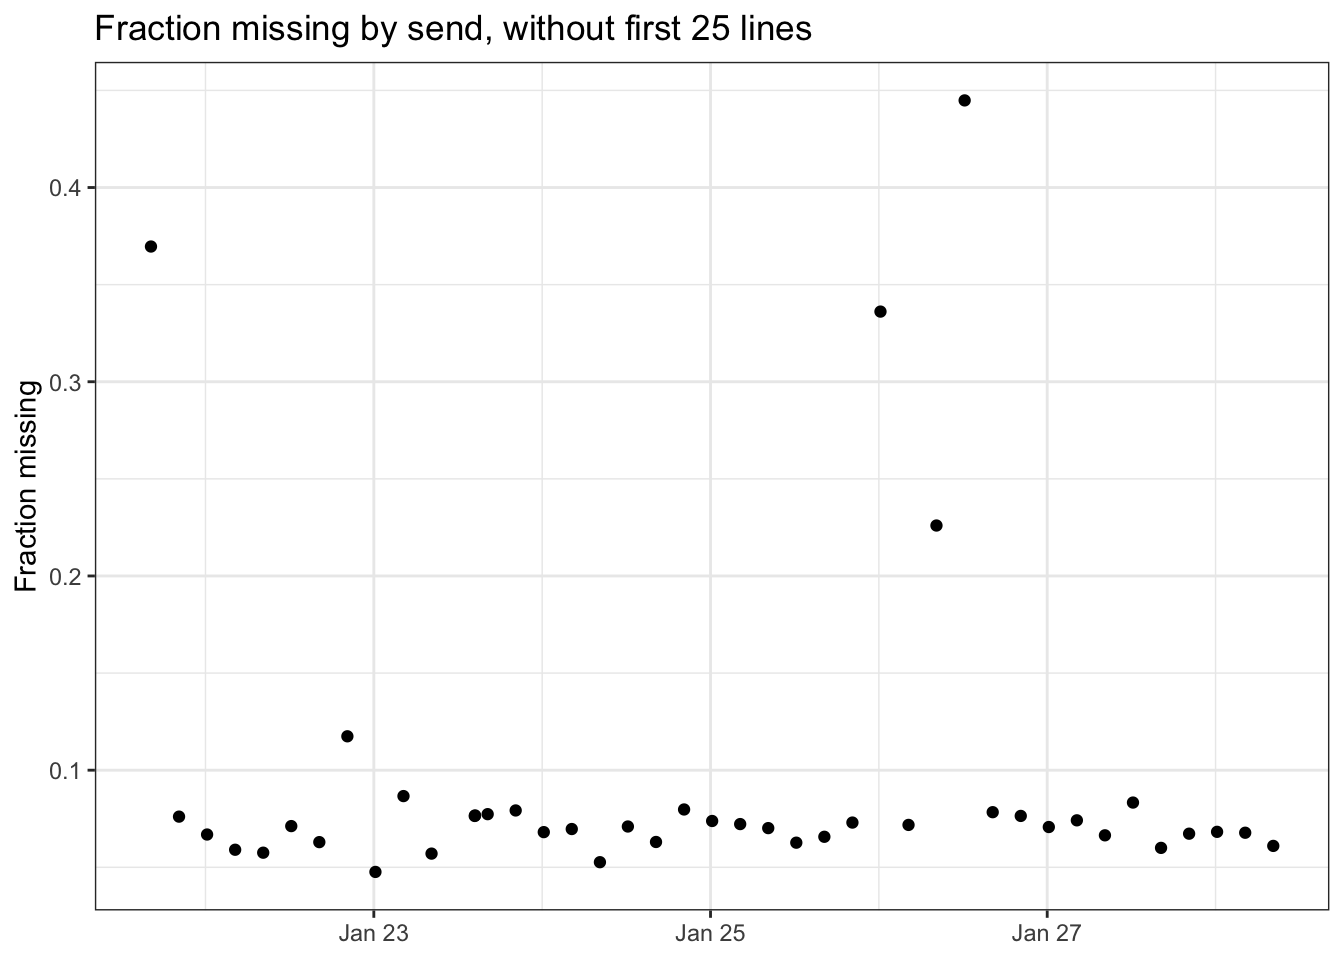 Fraction missing by send, without first 25 lines
Fraction missing
0.4
0.3
0.2
0.1
Jan 23
Jan 25
Jan 27